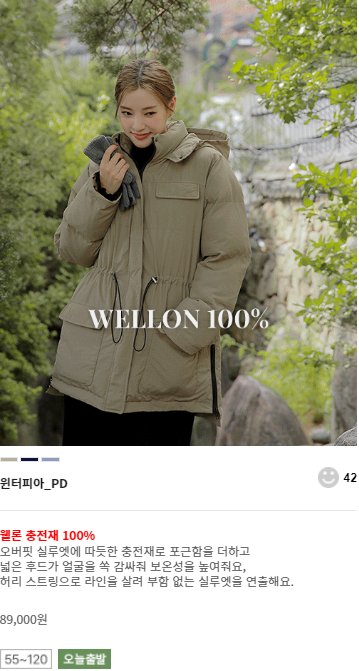 WELLON 100%
윈터피아_PD
42
웰론 충전재 100%
오버핏 실루엣에 따듯한 충전재로 포근함을 더하고
넓은 후드가 얼굴을 쏙 감싸줘 보온성을 높여줘요,
허리 스트링으로 라인을 살려 부함 없는 실루엣을 연출해요.
89,000원
55~120 오늘출발